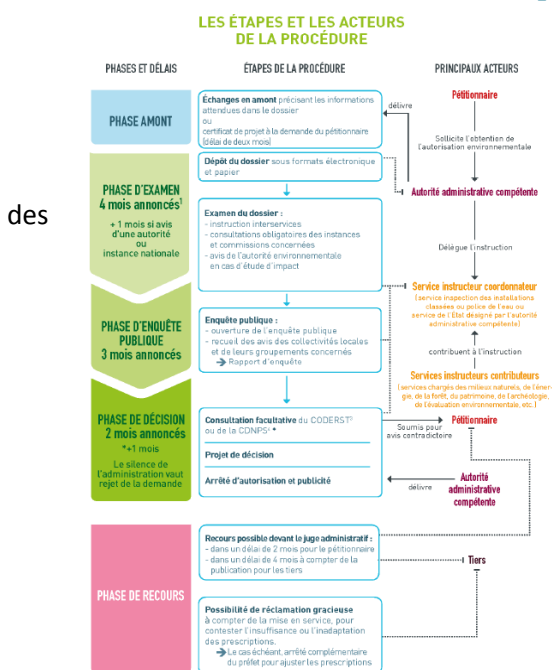 LES ÉTAPES ET LES ACTEURS
DE LA PROCÉDURE
PHASES ET DÉLAIS
ÉTAPES DE LA PROCÉDURE
PRINCIPAUX ACTEURS
des
PHASE AMONT
Échanges en amont précisant les informations
attendues dans le dossier
ou
certificat de projet à la demande du pétitionnaire
(délai de deux mois)
délivre
Pétitionnaire
Sollicite l'obtention de
l'autorisation environnementale
Dépôt du dossier sous formats électronique
et papier
Autorité administrative compétente
PHASE D'EXAMEN
4 mois annoncés¹
+ 1 mois si avis
d'une autorité
ou
instance nationale
Examen du dossier :
- instruction interservices
- consultations obligatoires des instances
et commissions concernées
- avis de l'autorité environnementale
en cas d'étude d'impact
Délègue l'instruction
Service instructeur coordonnateur
(service inspection des installations
classées ou police de l'eau ou
service de l'État désigné par l'autorité
administrative compétente)
PHASE D'ENQUÊTE
PUBLIQUE
3 mois annoncés
Enquête publique :
- ouverture de l'enquête publique
- recueil des avis des collectivités locales
et de leurs groupements concernés
➔ Rapport d'enquête
contribuent à l'instruction
Services instructeurs contributeurs
(services chargés des milieux naturels, de l'éner-
gie, de la forêt, du patrimoine, de l'archéologie,
de l'évaluation environnementale, etc.)
PHASE DE DÉCISION
2 mois annoncés
*+1 mois
Le silence de
l'administration vaut
rejet de la demande
Consultation facultative du CODERST
ou de la CDNPS *
Projet de décision
Arrêté d'autorisation et publicité
Soumis pour
avis contradictoire
Pétitionnaire
délivre
Autorité
administrative
compétente
PHASE DE RECOURS
Recours possible devant le juge administratif :
- dans un délai de 2 mois pour le pétitionnaire
- dans un délai de 4 mois à compter de la
publication pour les tiers
Tiers
Possibilité de réclamation gracieuse
à compter de la mise en service, pour
contester l'insuffisance ou l'inadaptation
des prescriptions.
➔ Le cas échéant, arrêté complémentaire
du préfet pour ajuster les prescriptions